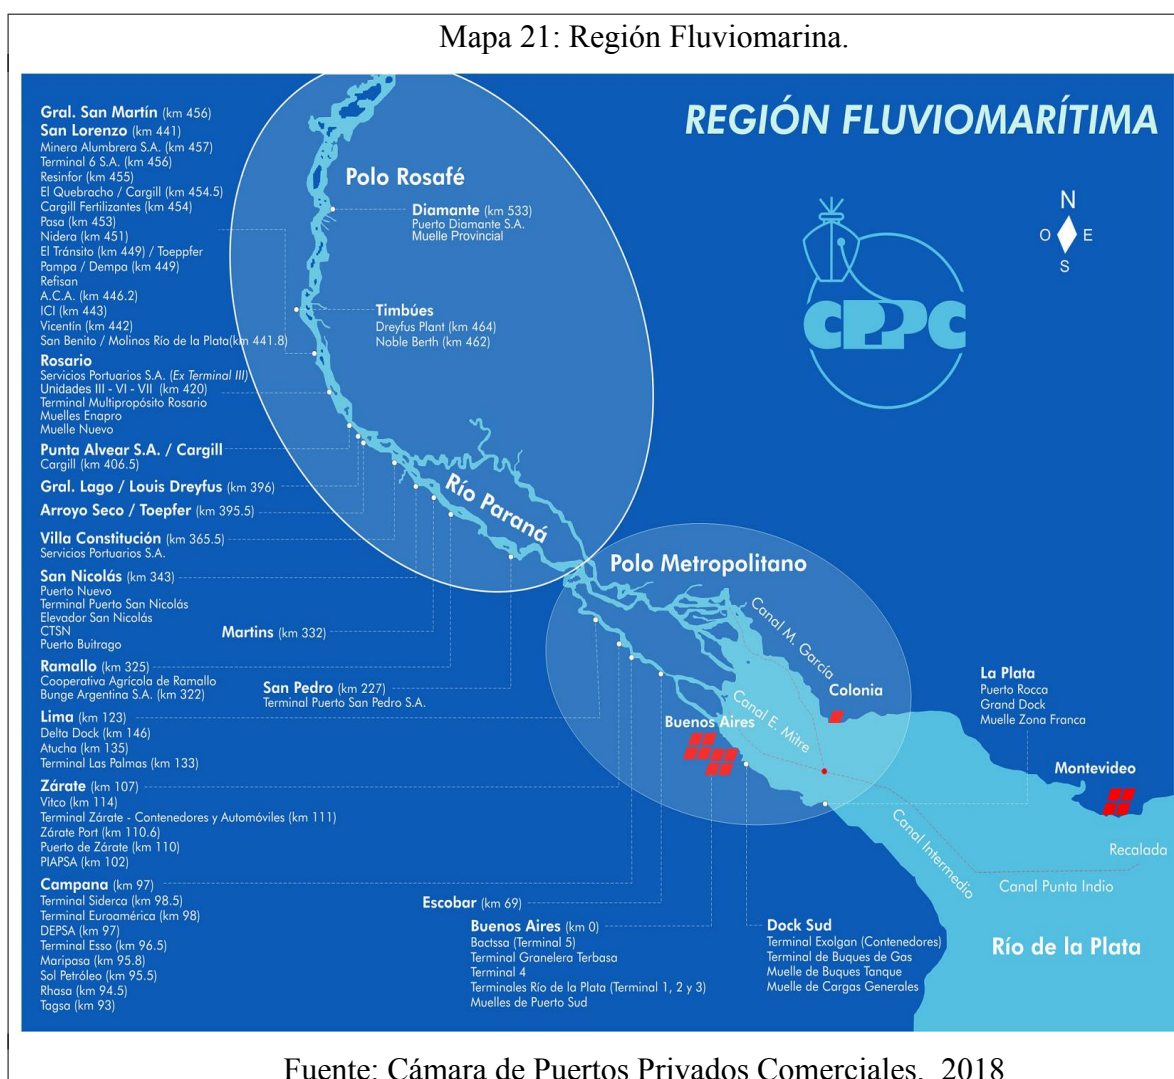 Mapa 21: Región Fluviomarina.
REGIÓN FLUVIOMARÍTIMA
N
O E
S
CPPC
Gral. San Martín (km 456)
San Lorenzo (km 441)
Minera Alumbrera S.A. (km 457)
Terminal 6 S.A. (km 456)
Resinfor (km 455)
El Quebracho / Cargill (km 454.5)
Cargill Fertilizantes (km 454)
Pasa (km 453)
Nidera (km 451)
El Tránsito (km 449) / Toeppfer
Pampa / Dempa (km 449)
Refisan
A.C.A. (km 446.2)
ICI (km 443)
Vicentín (km 442)
San Benito / Molinos Río de la Plata(km 441.8)
Rosario
Servicios Portuarios S.A. (Ex Terminal III)
Unidades III - VI - VII (km 420)
Terminal Multipropósito Rosario
Muelles Enapro
Muelle Nuevo
Punta Alvear S.A. / Cargill
Cargill (km 406.5)
Gral. Lago / Louis Dreyfus (km 396)
Arroyo Seco / Toepfer (km 395.5)
Villa Constitución (km 365.5)
Servicios Portuarios S.A.
San Nicolás (km 343)
Puerto Nuevo
Terminal Puerto San Nicolás
Elevador San Nicolás
CTSN
Puerto Buitrago
Martins (km 332)
Ramallo (km 325)
Cooperativa Agrícola de Ramallo
Bunge Argentina S.A. (km 322)
San Pedro (km 227)
Terminal Puerto San Pedro S.A.
Lima (km 123)
Delta Dock (km 146)
Atucha (km 135)
Terminal Las Palmas (km 133)
Zárate (km 107)
Vitco (km 114)
Terminal Zárate - Contenedores y Automóviles (km 111)
Zárate Port (km 110.6)
Puerto de Zárate (km 110)
PIAPSA (km 102)
Campana (km 97)
Terminal Siderca (km 98.5)
Terminal Euroamérica (km 98)
DEPSA (km 97)
Terminal Esso (km 96.5)
Maripasa (km 95.8)
Sol Petróleo (km 95.5)
Rhasa (km 94.5)
Tagsa (km 93)
Polo Rosafé
Diamante (km 533)
Puerto Diamante S.A.
Muelle Provincial
Timbúes
Dreyfus Plant (km 464)
Noble Berth (km 462)
Río Paraná
Polo Metropolitano
Canal M. García
Colonia
Canal E. Mitre
Buenos Aires
La Plata
Puerto Rocca
Grand Dock
Muelle Zona Franca
Montevideo
Recalada
Canal Intermedio
Canal Punta Indio
Río de la Plata
Escobar (km 69)
Buenos Aires (km 0)
Bactssa (Terminal 5)
Terminal Granelera Terbasa
Terminal 4
Terminales Río de la Plata (Terminal 1, 2 y 3)
Muelles de Puerto Sud
Dock Sud
Terminal Exolgan (Contenedores)
Terminal de Buques de Gas
Muelle de Buques Tanque
Muelle de Cargas Generales
Fuente: Cámara de Puertos Privados Comerciales, 2018